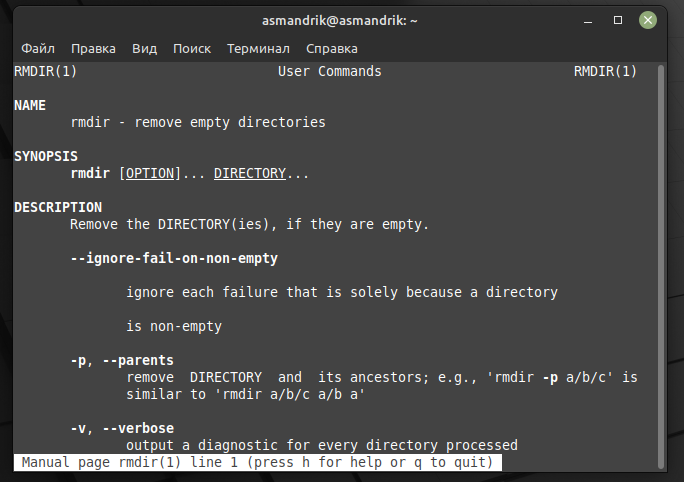 asmandrik@asmandrik: ~
Файл Правка Вид Поиск Терминал Справка
RMDIR(1) User Commands RMDIR(1)
NAME
rmdir - remove empty directories
SYNOPSIS
rmdir [OPTION]... DIRECTORY...
DESCRIPTION
Remove the DIRECTORY(ies), if they are empty.
--ignore-fail-on-non-empty
ignore each failure that is solely because a directory
is non-empty
-p, --parents
remove DIRECTORY and its ancestors; e.g., 'rmdir -p a/b/c' is
similar to 'rmdir a/b/c a/b a'
-v, --verbose
output a diagnostic for every directory processed
Manual page rmdir(1) line 1 (press h for help or q to quit)